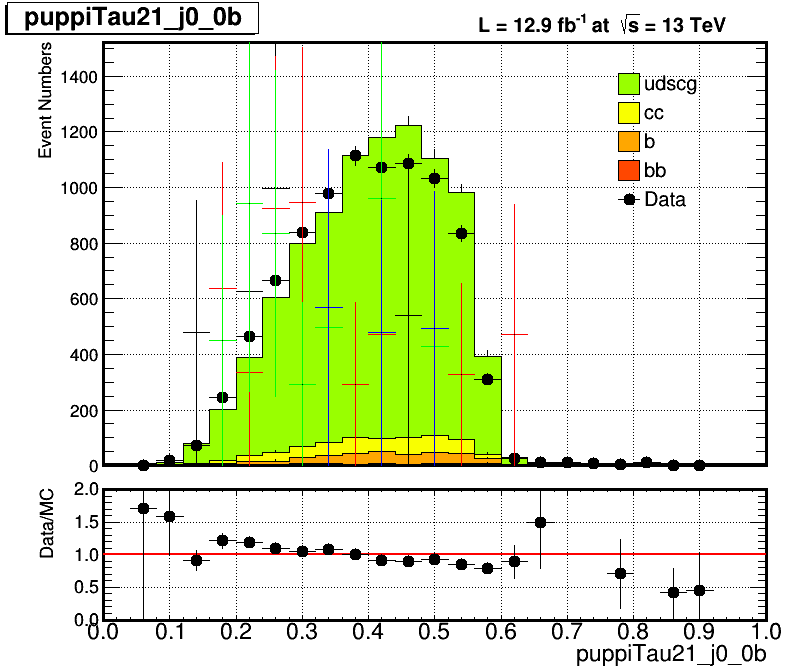 puppiTau21_j0_0b
L = 12.9 fb⁻¹ at √s = 13 TeV
Event Numbers
1400
1200
1000
800
600
400
200
0
udscg
cc
b
bb
Data
Data/MC
2.0
1.5
1.0
0.5
0.0
0.0 0.1 0.2 0.3 0.4 0.5 0.6 0.7 0.8 0.9 1.0
puppiTau21_j0_0b